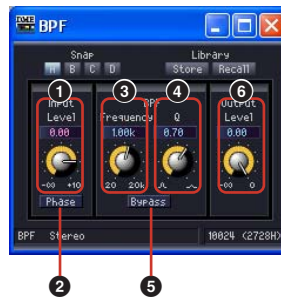 DME BPF
Snap Library
A B C D Store Recall
1 3 4 6
Input BPF Output
Level Frequency Q Level
0.00 1.00k 0.70 0.00
-∞ +10 20 20k -∞ 0
Phase Bypass
BPF Stereo 10024 (2728H)
2 5